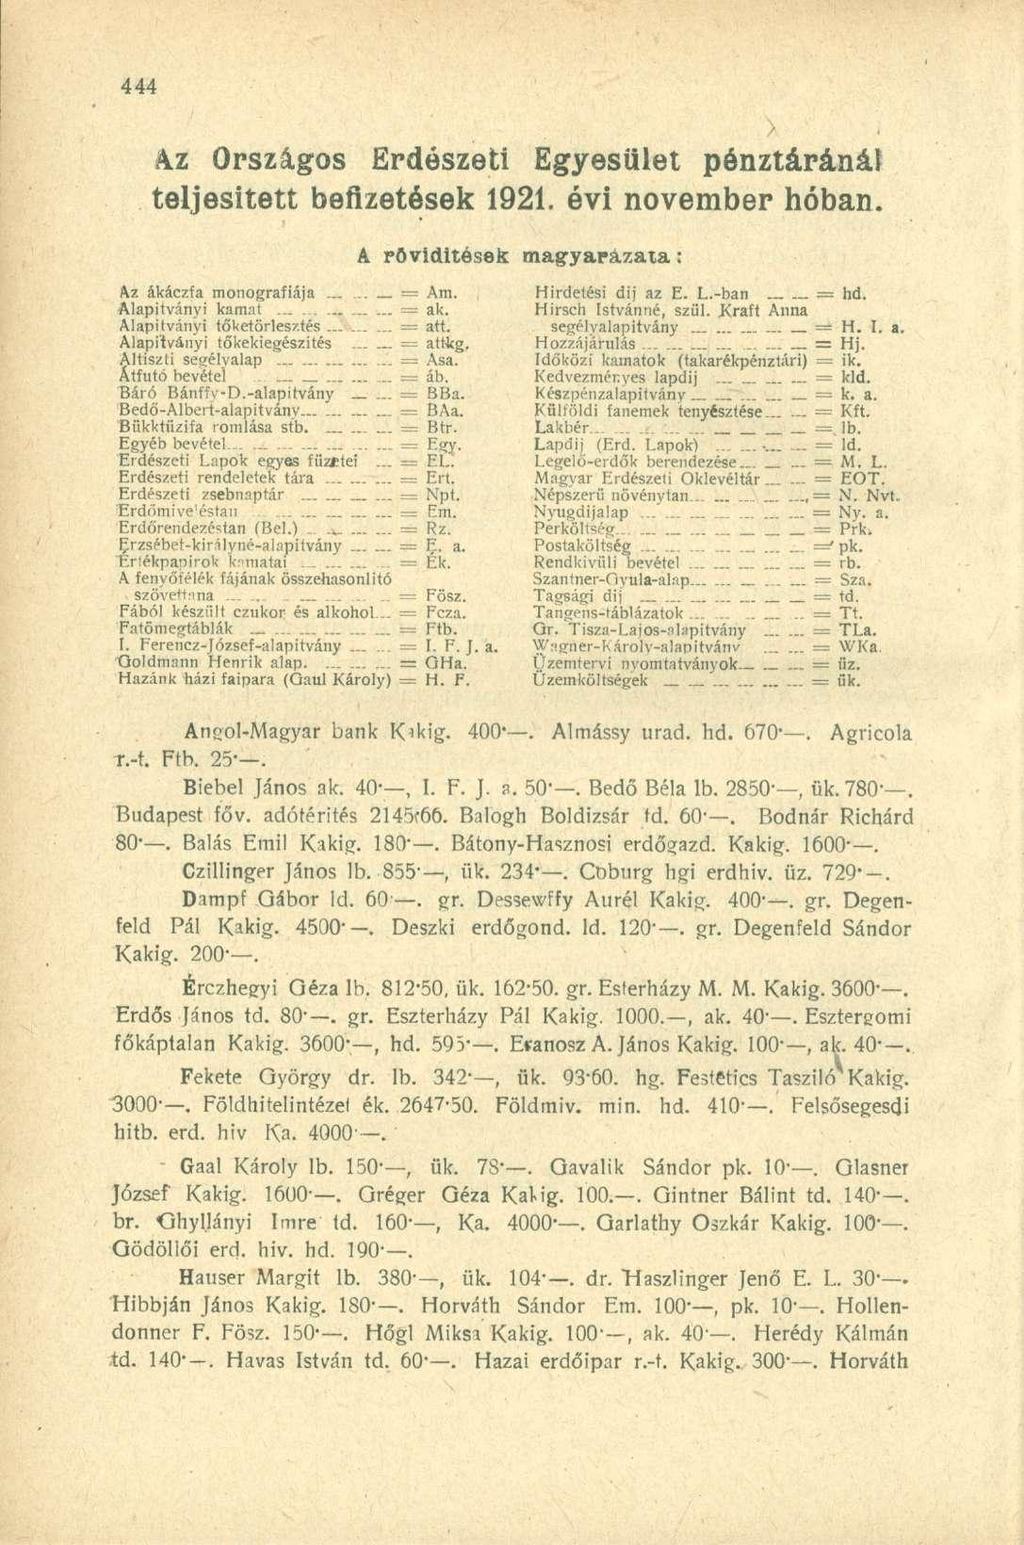 444
Az Országos Erdészeti Egyesület pénztáránál
teljesitett befizetések 1921. évi november hóban.
A rövidítések magyarázata:
Az ákáczfa monografiája = Am.
Alapitványi kamat = ak.
Alapitványi tőketörlesztés = att.
Alapitványi tőkekiegészités = attkg.
Altiszti segélyalap = Asa.
Átfutó bevétel = áb.
Báró Bánffy-D.-alapitvány = BBa.
Bedő-Albert-alapitvány = BAa.
Bükktüzifa romlása stb. = Btr.
Egyéb bevétel = Egy.
Erdészeti Lapok egyes füzetei = EL.
Erdészeti rendeletek tára = Ert.
Erdészeti zsebnaptár = Npt.
Erdőmiveléstan = Em.
Erdőrendezéstan (Bel.) = Rz.
Erzsébet-királyné-alapitvány = E. a.
Értékpapirok kamatai = Ék.
A fenyőfélék fájának összehasonlitó
szövettana = Fösz.
Fából készült czukor és alkohol = Fcza.
Fatömegtáblák = Ftb.
I. Ferencz-József-alapitvány = I. F. J. a.
Goldmann Henrik alap. = GHa.
Hazánk házi faipara (Gaul Károly) = H. F.
Hirdetési dij az E. L.-ban = hd.
Hirsch Istvánné, szül. Kraft Anna
segélyalapitvány = H. I. a.
Hozzájárulás = Hj.
Időközi kamatok (takarékpénztári) = ik.
Kedvezményes lapdij = kld.
Készpénzalapitvány = k. a.
Külföldi fanemek tenyésztése = Kft.
Lakbér = lb.
Lapdij (Erd. Lapok) = ld.
Legelő-erdők berendezése = M. L.
Magyar Erdészeti Oklevéltár = EOT.
Népszerü növénytan = N. Nvt.
Nyugdijalap = Ny. a.
Perköltség = Prk.
Postaköltség = pk.
Rendkivüli bevétel = rb.
Szantner-Gyula-alap = Sza.
Tagsági dij = td.
Tangens-táblázatok = Tt.
Gr. Tisza-Lajos-alapitvány = TLa.
Wagner-Károly-alapitvány = WKa.
Üzemtervi nyomtatványok = üz.
Üzemköltségek = ük.
Angol-Magyar bank Kakig. 400·—. Almássy urad. hd. 670·—. Agricola
r.-t. Ftb. 25·—.
Biebel János ak. 40·—, I. F. J. a. 50·—. Bedő Béla lb. 2850·—, ük. 780·—.
Budapest főv. adótérités 2145·66. Balogh Boldizsár td. 60·—. Bodnár Richárd
80·—. Balás Emil Kakig. 180·—. Bátony-Hasznosi erdőgazd. Kakig. 1600·—.
Czillinger János lb. 855·—, ük. 234·—. Coburg hgi erdhiv. üz. 729·—.
Dampf Gábor ld. 60·—. gr. Dessewffy Aurél Kakig. 400·—. gr. Degen-
feld Pál Kakig. 4500·—. Deszki erdőgond. ld. 120·—. gr. Degenfeld Sándor
Kakig. 200·—.
Érczhegyi Géza lb. 812·50, ük. 162·50. gr. Esterházy M. M. Kakig. 3600·—.
Erdős János td. 80·—. gr. Eszterházy Pál Kakig. 1000.—, ak. 40·—. Esztergomi
főkáptalan Kakig. 3600·—, hd. 595·—. Eranosz A. János Kakig. 100·—, ak. 40·—.
Fekete György dr. lb. 342·—, ük. 93·60. hg. Festetics Tasziló Kakig.
3000·—. Földhitelintézet ék. 2647·50. Földmiv. min. hd. 410·—. Felsősegesdi
hitb. erd. hiv Ka. 4000·—.
Gaal Károly lb. 150·—, ük. 78·—. Gavalik Sándor pk. 10·—. Glasner
József Kakig. 1600·—. Gréger Géza Kakig. 100.—. Gintner Bálint td. 140·—.
br. Ghyllányi Imre td. 160·—, Ka. 4000·—. Garlathy Oszkár Kakig. 100·—.
Gödöllői erd. hiv. hd. 190·—.
Hauser Margit lb. 380·—, ük. 104·—. dr. Haszlinger Jenő E. L. 30·—.
Hibbján János Kakig. 180·—. Horváth Sándor Em. 100·—, pk. 10·—. Hollen-
donner F. Fösz. 150·—. Hőgl Miksa Kakig. 100·—, ak. 40·—. Herédy Kálmán
td. 140·—. Havas István td. 60·—. Hazai erdőipar r.-t. Kakig. 300·—. Horváth